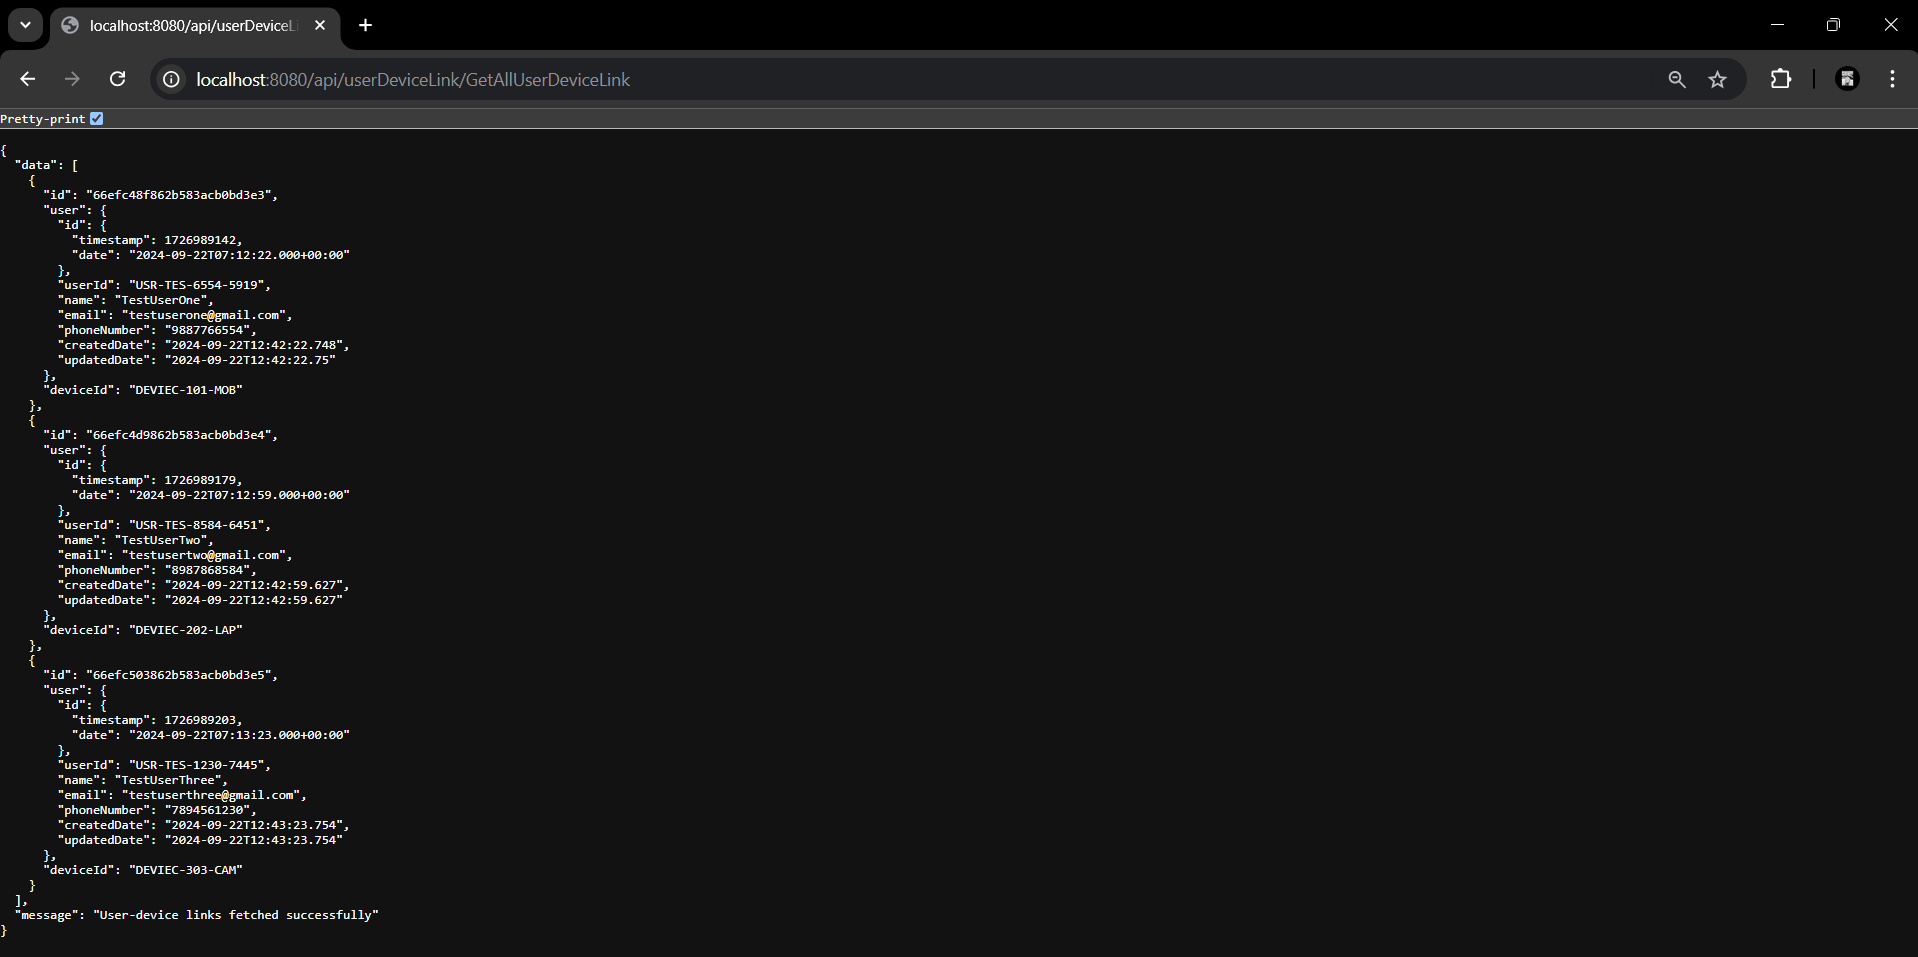 localhost:8080/api/userDeviceLi
localhost:8080/api/userDeviceLink/GetAllUserDeviceLink
Pretty-print
{
  "data": [
    {
      "id": "66efc48f862b583acb0bd3e3",
      "user": {
        "id": {
          "timestamp": 1726989142,
          "date": "2024-09-22T07:12:22.000+00:00"
        },
        "userId": "USR-TES-6554-5919",
        "name": "TestUserOne",
        "email": "testuserone@gmail.com",
        "phoneNumber": "9887766554",
        "createdDate": "2024-09-22T12:42:22.748",
        "updatedDate": "2024-09-22T12:42:22.75"
      },
      "deviceId": "DEVIEC-101-MOB"
    },
    {
      "id": "66efc4d9862b583acb0bd3e4",
      "user": {
        "id": {
          "timestamp": 1726989179,
          "date": "2024-09-22T07:12:59.000+00:00"
        },
        "userId": "USR-TES-8584-6451",
        "name": "TestUserTwo",
        "email": "testusertwo@gmail.com",
        "phoneNumber": "8987868584",
        "createdDate": "2024-09-22T12:42:59.627",
        "updatedDate": "2024-09-22T12:42:59.627"
      },
      "deviceId": "DEVIEC-202-LAP"
    },
    {
      "id": "66efc503862b583acb0bd3e5",
      "user": {
        "id": {
          "timestamp": 1726989203,
          "date": "2024-09-22T07:13:23.000+00:00"
        },
        "userId": "USR-TES-1230-7445",
        "name": "TestUserThree",
        "email": "testuserthree@gmail.com",
        "phoneNumber": "7894561230",
        "createdDate": "2024-09-22T12:43:23.754",
        "updatedDate": "2024-09-22T12:43:23.754"
      },
      "deviceId": "DEVIEC-303-CAM"
    }
  ],
  "message": "User-device links fetched successfully"
}